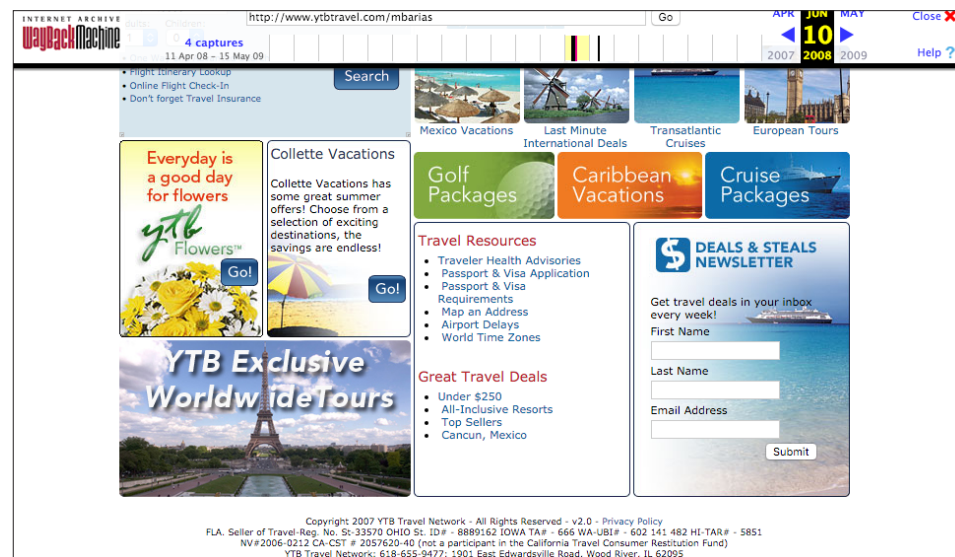 INTERNET ARCHIVE
WayBackMachine
http://www.ytbtravel.com/mbarias
Go
4 captures
11 Apr 08 - 15 May 09
APR JUN MAY
10
2007 2008 2009
Close
Help ?
Flight Itinerary Lookup
Online Flight Check-In
Don't forget Travel Insurance
Search
Mexico Vacations
Last Minute
International Deals
Transatlantic
Cruises
European Tours
Everyday is
a good day
for flowers
ytb
Flowers™
Go!
Collette Vacations
Collette Vacations has
some great summer
offers! Choose from a
selection of exciting
destinations, the
savings are endless!
Go!
Golf
Packages
Caribbean
Vacations
Cruise
Packages
Travel Resources
Traveler Health Advisories
Passport & Visa Application
Passport & Visa
Requirements
Map an Address
Airport Delays
World Time Zones
Great Travel Deals
Under $250
All-Inclusive Resorts
Top Sellers
Cancun, Mexico
DEALS & STEALS
NEWSLETTER
Get travel deals in your inbox
every week!
First Name
Last Name
Email Address
Submit
YTB Exclusive
Worldwide Tours
Copyright 2007 YTB Travel Network - All Rights Reserved - v2.0 - Privacy Policy
FLA. Seller of Travel-Reg. No. St-33570 OHIO St. ID# - 8889162 IOWA TA# - 666 WA-UBI# - 602 141 482 HI-TAR# - 5851
NV#2006-0212 CA-CST # 2057620-40 (not a participant in the California Travel Consumer Restitution Fund)
YTB Travel Network: 618-655-9477: 1901 East Edwardsville Road, Wood River, IL 62095